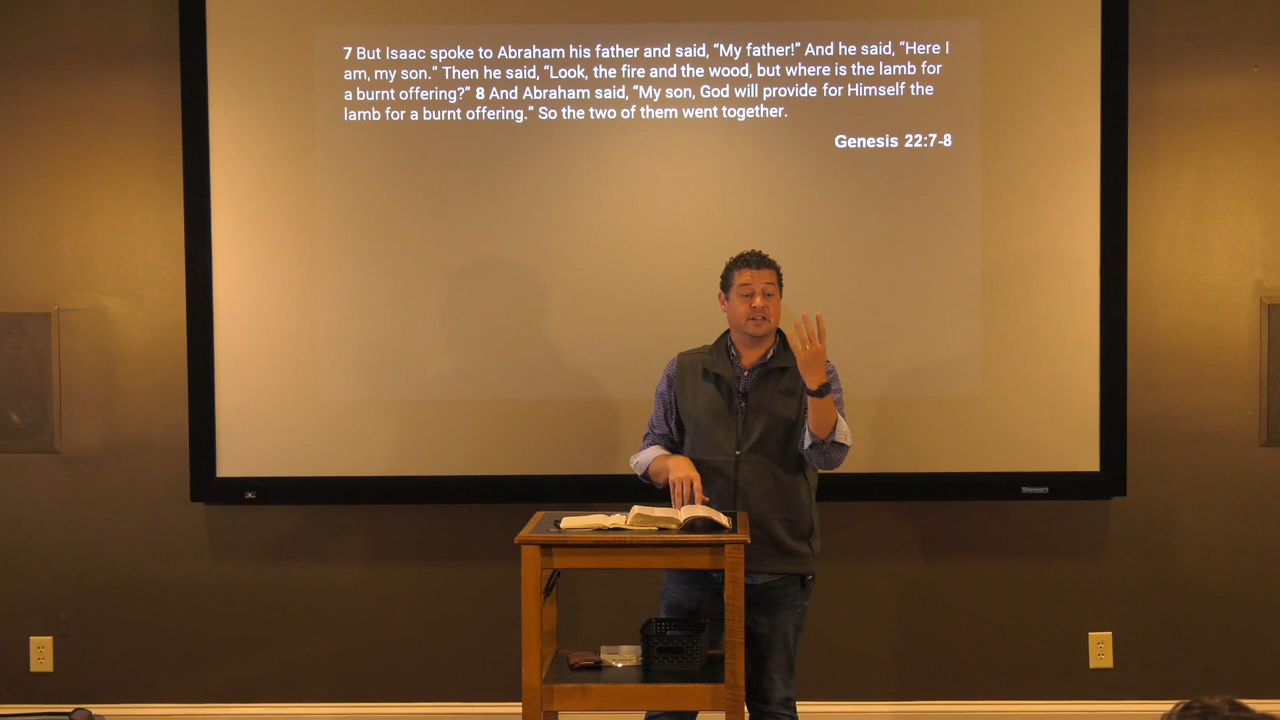 7 But Isaac spoke to Abraham his father and said, “My father!” And he said, “Here I
am, my son.” Then he said, “Look, the fire and the wood, but where is the lamb for
a burnt offering?” 8 And Abraham said, “My son, God will provide for Himself the
lamb for a burnt offering.” So the two of them went together.
Genesis 22:7-8
Stewart